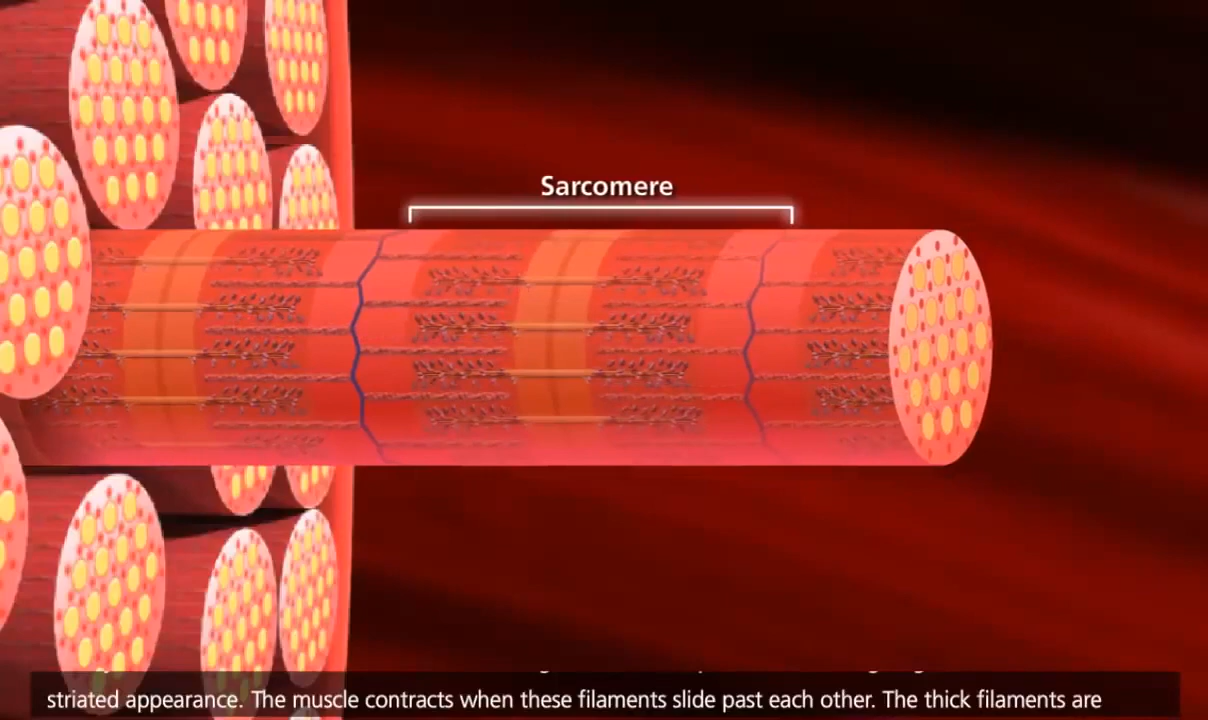 Sarcomere
striated appearance. The muscle contracts when these filaments slide past each other. The thick filaments are